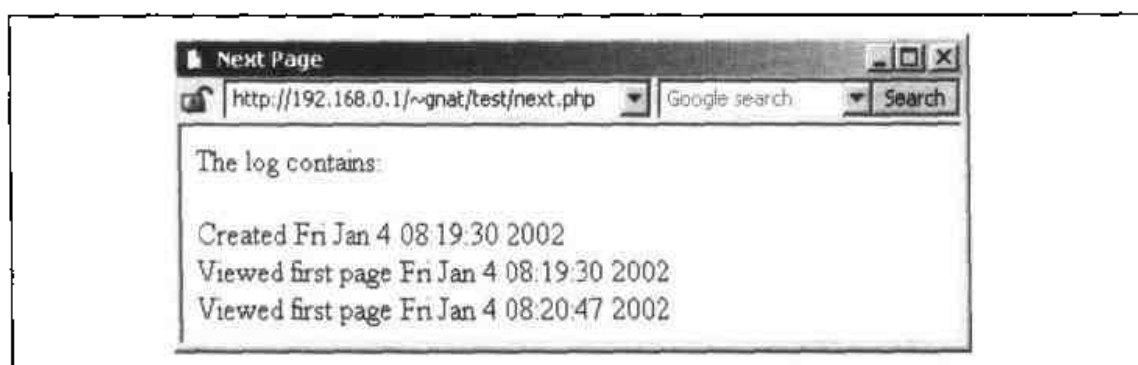 Next Page
http://192.168.0.1/~gnat/test/next.php
Google search
Search
The log contains:
Created Fri Jan 4 08:19:30 2002
Viewed first page Fri Jan 4 08:19:30 2002
Viewed first page Fri Jan 4 08:20:47 2002